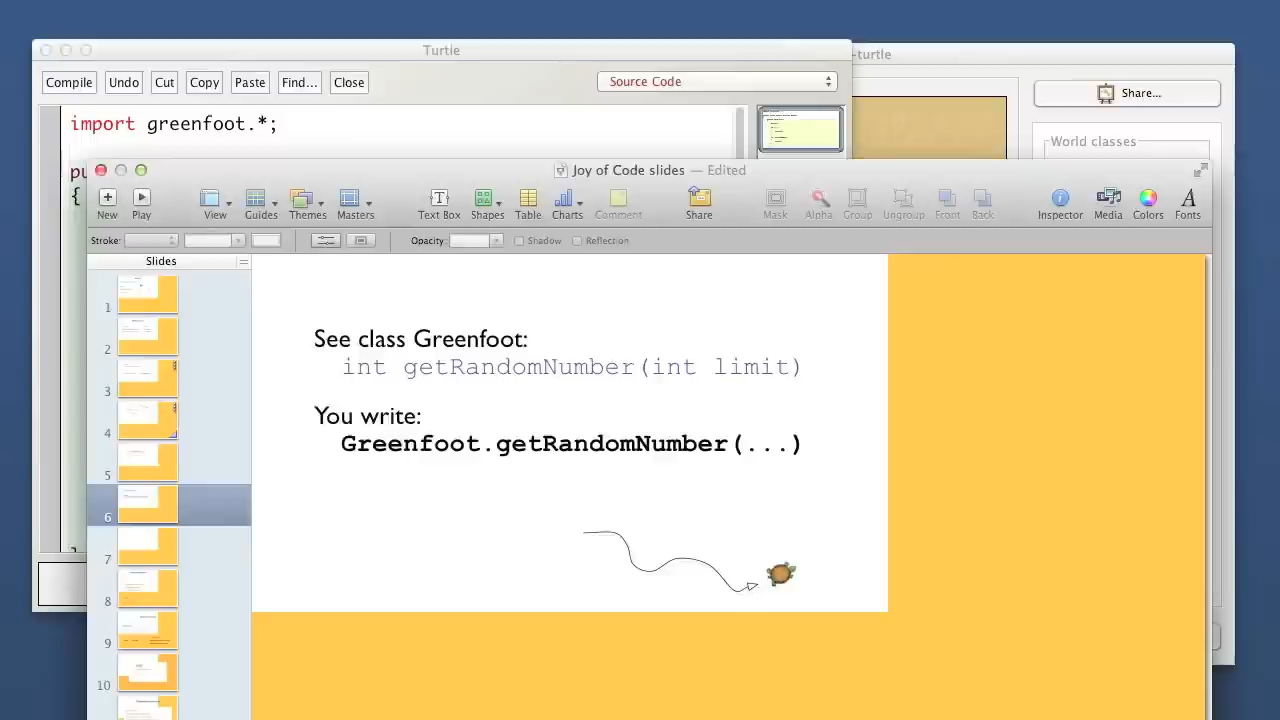 Turtle
-turtle
Compile Undo Cut Copy Paste Find... Close Source Code
Share...
import greenfoot.*;
World classes
pu
{
Joy of Code slides — Edited
New Play View Guides Themes Masters Text Box Shapes Table Charts Comment Share Mask Alpha Group Ungroup Front Back Inspector Media Colors Fonts
Stroke: Opacity: Shadow Reflection
Slides
1
2
3
4
5
6
7
8
9
10
See class Greenfoot:
int getRandomNumber(int limit)
You write:
Greenfoot.getRandomNumber(...)